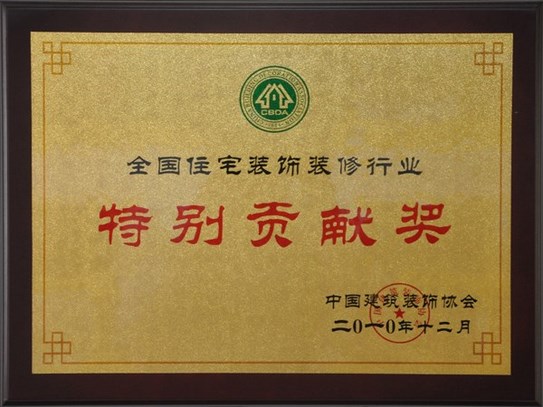 CBDA
全国住宅装饰装修行业
特别贡献奖
中国建筑装饰协会
二〇一〇年十二月